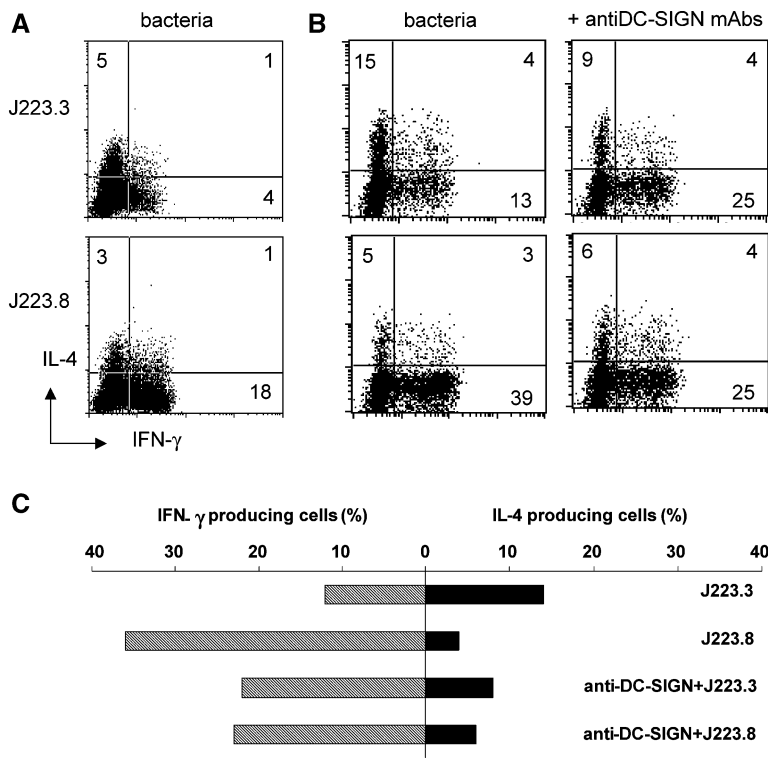 A
bacteria
B
bacteria
+ antiDC-SIGN mAbs
J223.3
5
1
4
15
4
13
9
4
25
J223.8
3
1
18
5
3
39
6
4
25
IL-4
IFN-γ
C
IFN- γ producing cells (%)
IL-4 producing cells (%)
40 30 20 10 0 10 20 30 40
J223.3
J223.8
anti-DC-SIGN+J223.3
anti-DC-SIGN+J223.8